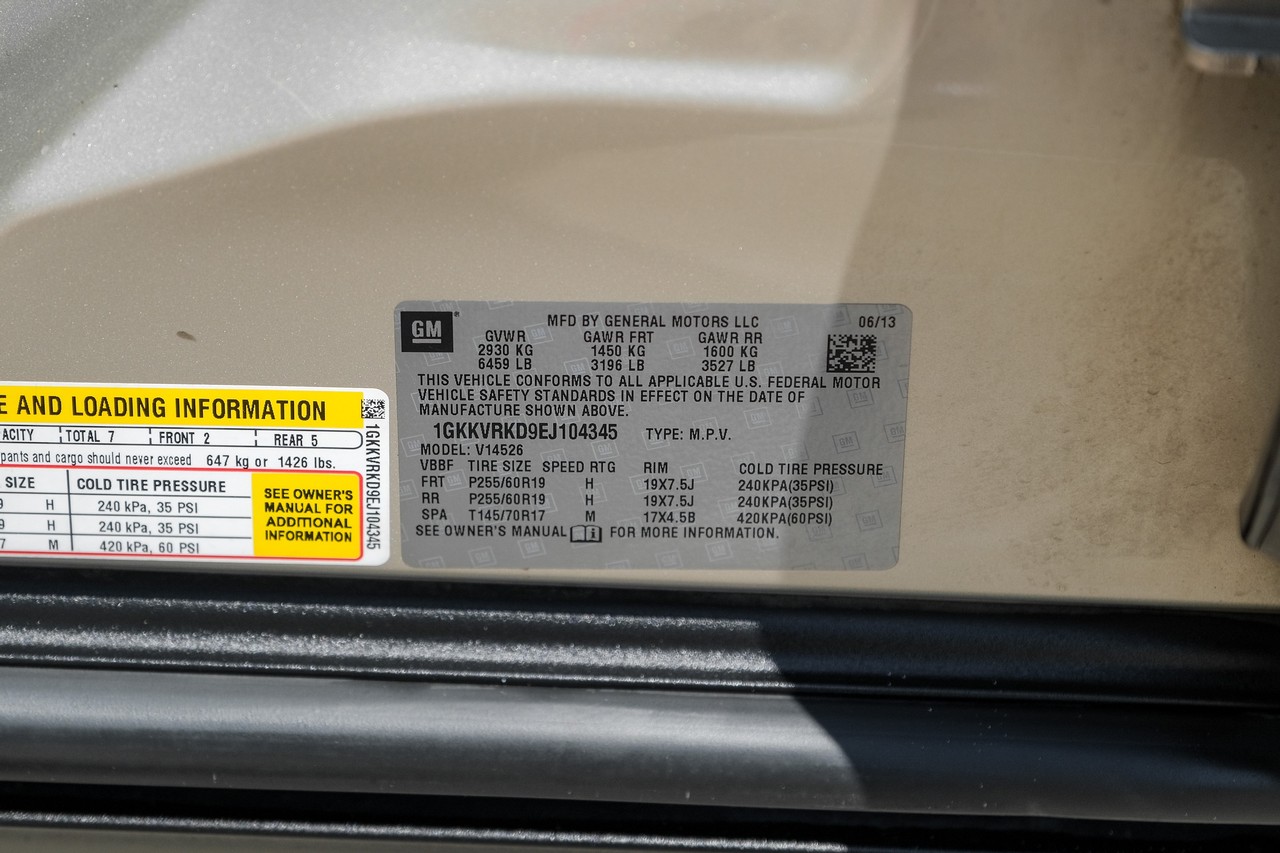 E AND LOADING INFORMATION
ACITY TOTAL 7 FRONT 2 REAR 5
pants and cargo should never exceed 647 kg or 1426 lbs.
SIZE COLD TIRE PRESSURE
9 H 240 kPa, 35 PSI
9 H 240 kPa, 35 PSI
7 M 420 kPa, 60 PSI
SEE OWNER'S
MANUAL FOR
ADDITIONAL
INFORMATION
1GKKVRKD9EJ104345
GM
MFD BY GENERAL MOTORS LLC 06/13
GVWR GAWR FRT GAWR RR
2930 KG 1450 KG 1600 KG
6459 LB 3196 LB 3527 LB
THIS VEHICLE CONFORMS TO ALL APPLICABLE U.S. FEDERAL MOTOR
VEHICLE SAFETY STANDARDS IN EFFECT ON THE DATE OF
MANUFACTURE SHOWN ABOVE.
1GKKVRKD9EJ104345 TYPE: M.P.V.
MODEL: V14526
VBBF TIRE SIZE SPEED RTG RIM COLD TIRE PRESSURE
FRT P255/60R19 H 19X7.5J 240KPA(35PSI)
RR P255/60R19 H 19X7.5J 240KPA(35PSI)
SPA T145/70R17 M 17X4.5B 420KPA(60PSI)
SEE OWNER'S MANUAL i FOR MORE INFORMATION.